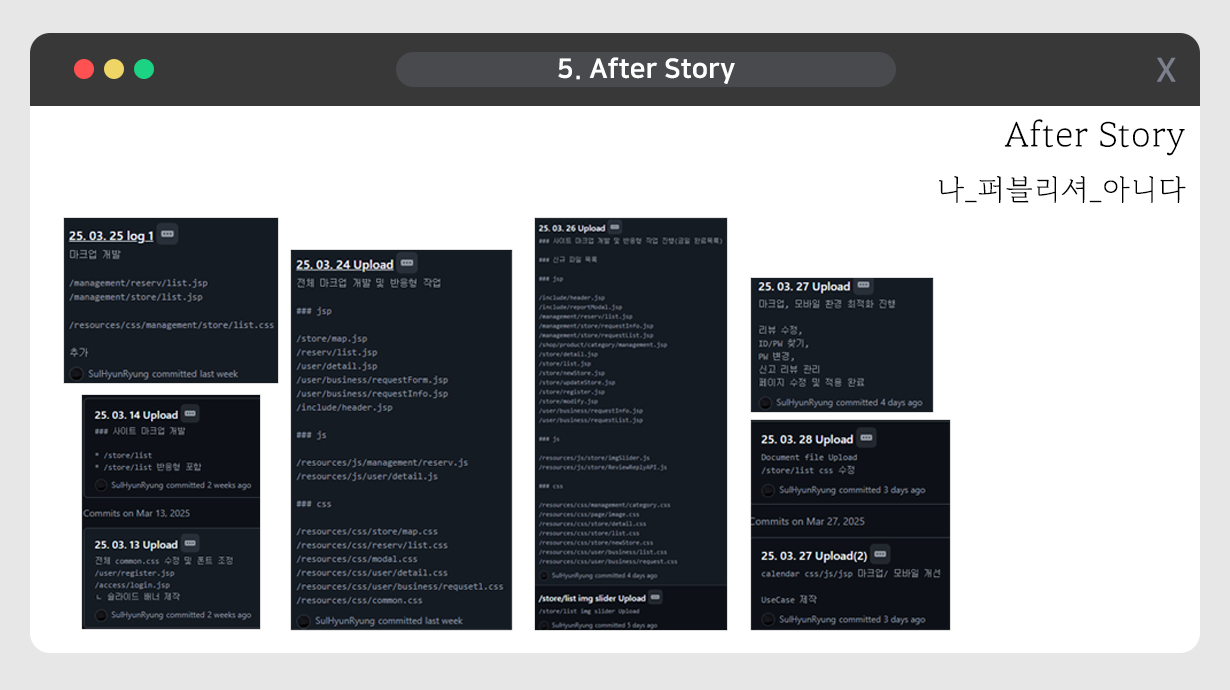 5. After Story
X
After Story
나_퍼블리셔_아니다
25. 03. 25 log 1
마크업 개발
/management/reserv/list.jsp
/management/store/list.jsp
/resources/css/management/store/list.css
추가
SulHyunRyung committed last week
25. 03. 14 Upload
### 사이트 마크업 개발
* /store/list
* /store/list 반응형 포함
SulHyunRyung committed 2 weeks ago
Commits on Mar 13, 2025
25. 03. 13 Upload
전체 common.css 수정 및 폰트 조정
/user/register.jsp
/access/login.jsp
ㄴ 슬라이드 배너 제작
SulHyunRyung committed 2 weeks ago
25. 03. 24 Upload
전체 마크업 개발 및 반응형 작업
### jsp
/store/map.jsp
/reserv/list.jsp
/user/detail.jsp
/user/business/requestForm.jsp
/user/business/requestInfo.jsp
/include/header.jsp
### js
/resources/js/management/reserv.js
/resources/js/user/detail.js
### css
/resources/css/store/map.css
/resources/css/reserv/list.css
/resources/css/modal.css
/resources/css/user/detail.css
/resources/css/user/business/requsetl.css
/resources/css/common.css
SulHyunRyung committed last week
25. 03. 26 Upload
### 사이트 마크업 개발 및 반응형 작업 진행(금일 완료목록)
### 신규 파일 목록
### jsp
/include/header.jsp
/include/reportModal.jsp
/management/reserv/list.jsp
/management/store/requestInfo.jsp
/management/store/requestList.jsp
/shop/product/category/management.jsp
/store/detail.jsp
/store/list.jsp
/store/newStore.jsp
/store/updateStore.jsp
/store/register.jsp
/store/modify.jsp
/user/business/requestInfo.jsp
/user/business/requestList.jsp
### js
/resources/js/store/imgSlider.js
/resources/js/store/ReviewReplyAPI.js
### css
/resources/css/management/category.css
/resources/css/page/image.css
/resources/css/store/detail.css
/resources/css/store/list.css
/resources/css/store/newStore.css
/resources/css/user/business/list.css
/resources/css/user/business/request.css
SulHyunRyung committed 4 days ago
/store/list img slider Upload
/store/list img slider Upload
SulHyunRyung committed 5 days ago
25. 03. 27 Upload
마크업, 모바일 환경 최적화 진행
리뷰 수정,
ID/PW 찾기,
PW 변경,
신고 리뷰 관리
페이지 수정 및 적용 완료
SulHyunRyung committed 4 days ago
25. 03. 28 Upload
Document file Upload
/store/list css 수정
SulHyunRyung committed 3 days ago
Commits on Mar 27, 2025
25. 03. 27 Upload(2)
calendar css/js/jsp 마크업/ 모바일 개선
UseCase 제작
SulHyunRyung committed 3 days ago